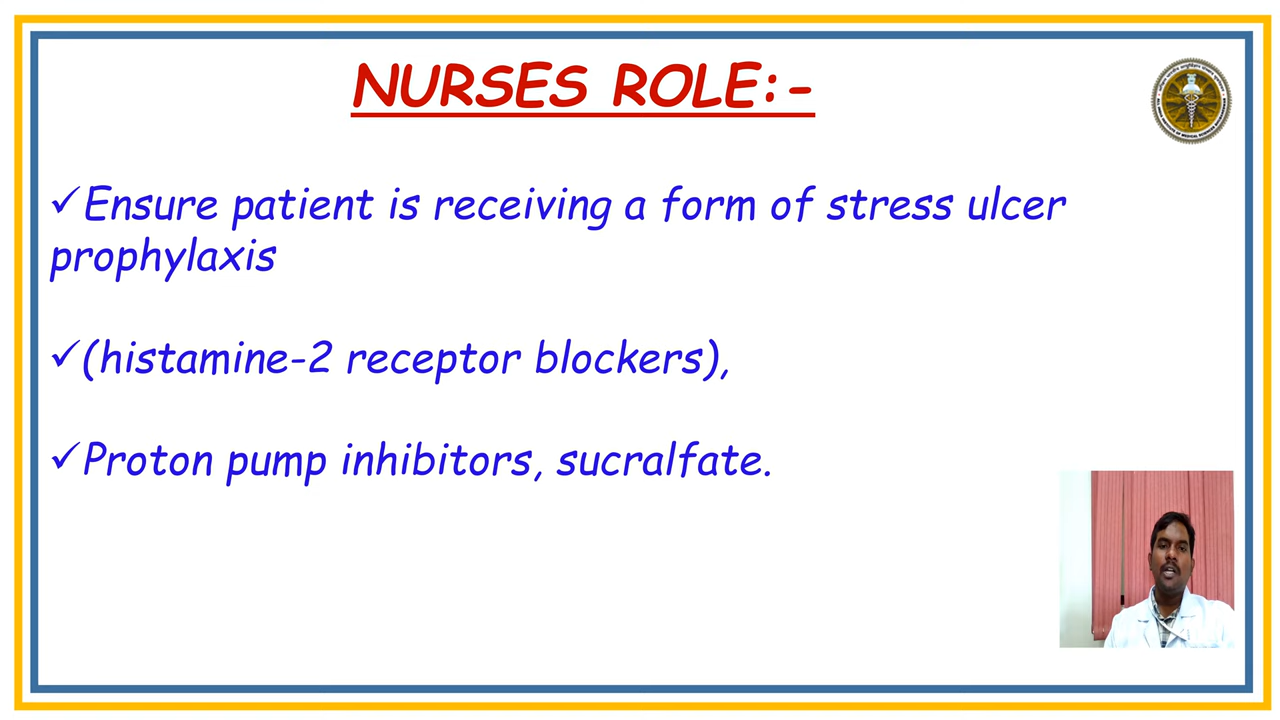 NURSES ROLE:-
✓Ensure patient is receiving a form of stress ulcer
prophylaxis
✓(histamine-2 receptor blockers),
✓Proton pump inhibitors, sucralfate.